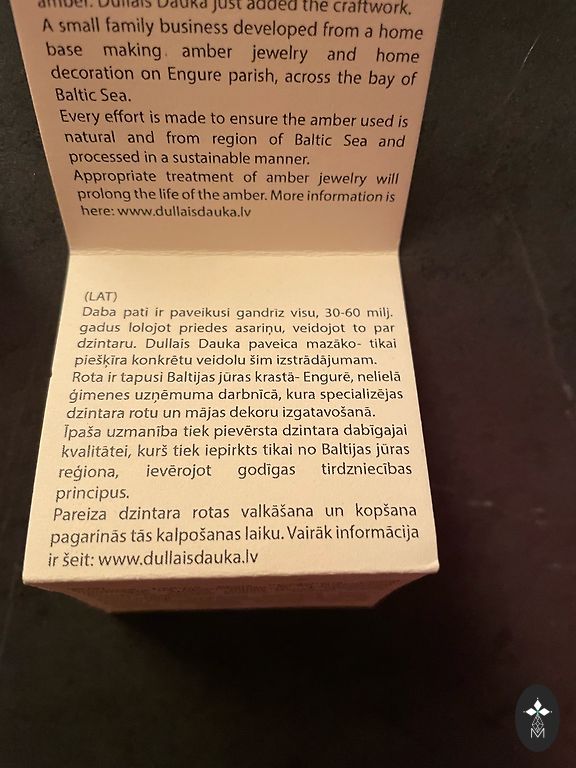 amber. Dullais Dauka just added the craftwork.
A small family business developed from a home
base making amber jewelry and home
decoration on Engure parish, across the bay of
Baltic Sea.
Every effort is made to ensure the amber used is
natural and from region of Baltic Sea and
processed in a sustainable manner.
Appropriate treatment of amber jewelry will
prolong the life of the amber. More information is
here: www.dullaisdauka.lv
(LAT)
Daba pati ir paveikusi gandrīz visu, 30-60 milj.
gadus lolojot priedes asariņu, veidojot to par
dzintaru. Dullais Dauka paveica mazāko- tikai
piešķīra konkrētu veidolu šim izstrādājumam.
Rota ir tapusi Baltijas jūras krastā- Engurē, nelielā
ģimenes uzņēmuma darbnīcā, kura specializējas
dzintara rotu un mājas dekoru izgatavošanā.
Īpaša uzmanība tiek pievērsta dzintara dabīgajai
kvalitātei, kurš tiek iepirkts tikai no Baltijas jūras
reģiona, ievērojot godīgas tirdzniecības
principus.
Pareiza dzintara rotas valkāšana un kopšana
pagarinās tās kalpošanas laiku. Vairāk informācija
ir šeit: www.dullaisdauka.lv
M